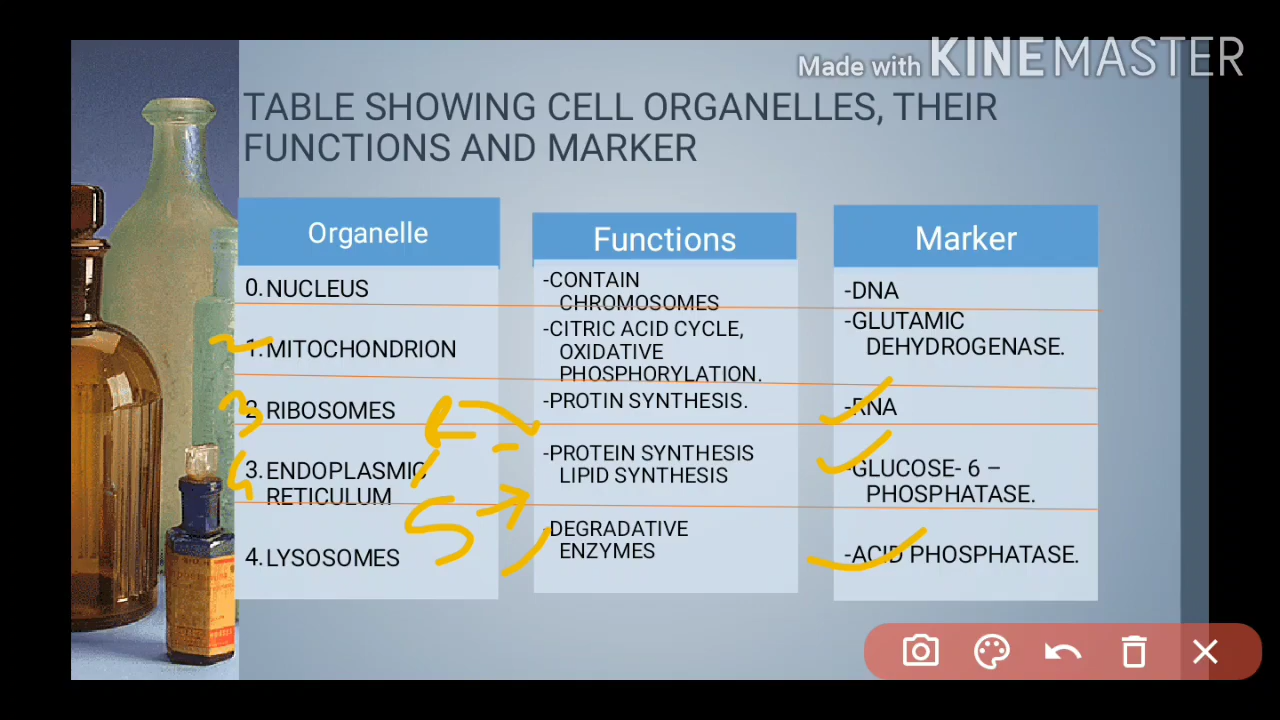 Made with KINEMASTER
TABLE SHOWING CELL ORGANELLES, THEIR
FUNCTIONS AND MARKER
Organelle
Functions
Marker
0. NUCLEUS
-CONTAIN
CHROMOSOMES
-DNA
1. MITOCHONDRION
-CITRIC ACID CYCLE,
OXIDATIVE
PHOSPHORYLATION.
-GLUTAMIC
DEHYDROGENASE.
2. RIBOSOMES
-PROTIN SYNTHESIS.
-RNA
3. ENDOPLASMIC
RETICULUM
-PROTEIN SYNTHESIS
LIPID SYNTHESIS
-GLUCOSE- 6 –
PHOSPHATASE.
4. LYSOSOMES
-DEGRADATIVE
ENZYMES
-ACID PHOSPHATASE.